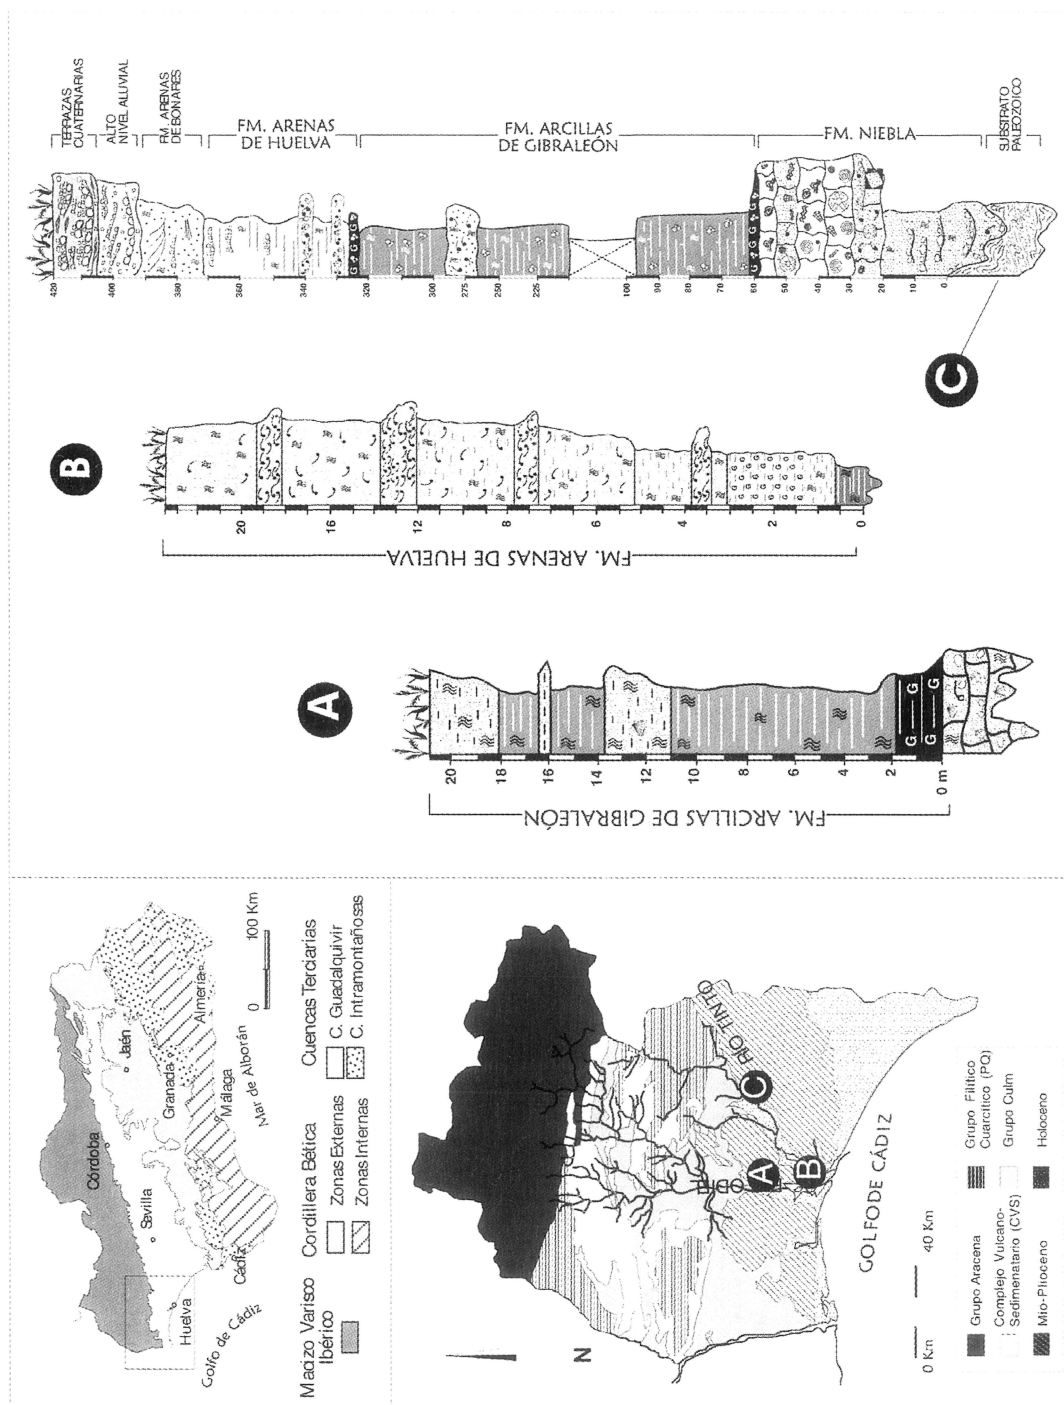 TERRAZAS
CUATERNARIAS
ALTO
NIVEL ALUVIAL
FM. ARENAS
DE BONARES
FM. ARENAS
DE HUELVA
FM. ARCILLAS
DE GIBRALEÓN
FM. NIEBLA
SUBSTRATO
PALEOZOICO
420
400
380
360
340
320
300
275
250
225
100
90
80
70
60
50
40
30
20
10
0
G G G
G G G
C
B
20
16
12
8
6
4
2
0
FM. ARENAS DE HUELVA
A
20
18
16
14
12
10
8
6
4
2
0 m
G G
G G
FM. ARCILLAS DE GIBRALEÓN
Córdoba
Jaén
Sevilla
Granada
Almería
Málaga
Huelva
Cádiz
Golfo de Cádiz
Mar de Alborán
0 100 Km
Macizo Varisco
Ibérico
Cordillera Bética
Zonas Externas
Zonas Internas
Cuencas Terciarias
C. Guadalquivir
C. Intramontañosas
N
RÍO TINTO
C
A
B
GOLFO DE CÁDIZ
0 Km 40 Km
Grupo Aracena
Complejo Vulcano-
Sedimenatario (CVS)
Mio-Plioceno
Grupo Filítico
Cuarcítico (PQ)
Grupo Culm
Holoceno